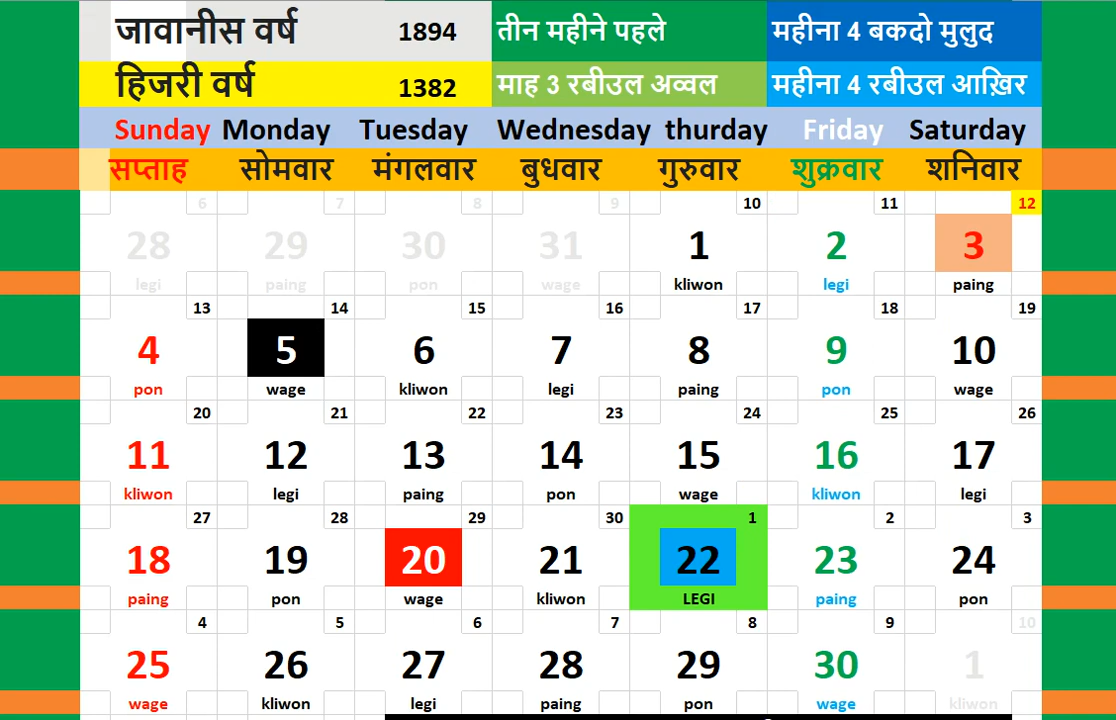 जावानीस वर्ष 1894 तीन महीने पहले महीना 4 बकदो मुलुद
हिजरी वर्ष 1382 माह 3 रबीउल अव्वल महीना 4 रबीउल आख़िर
Sunday Monday Tuesday Wednesday thurday Friday Saturday
सप्ताह सोमवार मंगलवार बुधवार गुरुवार शुक्रवार शनिवार
6 7 8 9 10 11 12
28 29 30 31 1 2 3
legi paing pon wage kliwon legi paing
13 14 15 16 17 18 19
4 5 6 7 8 9 10
pon wage kliwon legi paing pon wage
20 21 22 23 24 25 26
11 12 13 14 15 16 17
kliwon legi paing pon wage kliwon legi
27 28 29 30 1 2 3
18 19 20 21 22 23 24
paing pon wage kliwon LEGI paing pon
4 5 6 7 8 9 10
25 26 27 28 29 30 1
wage kliwon legi paing pon wage kliwon